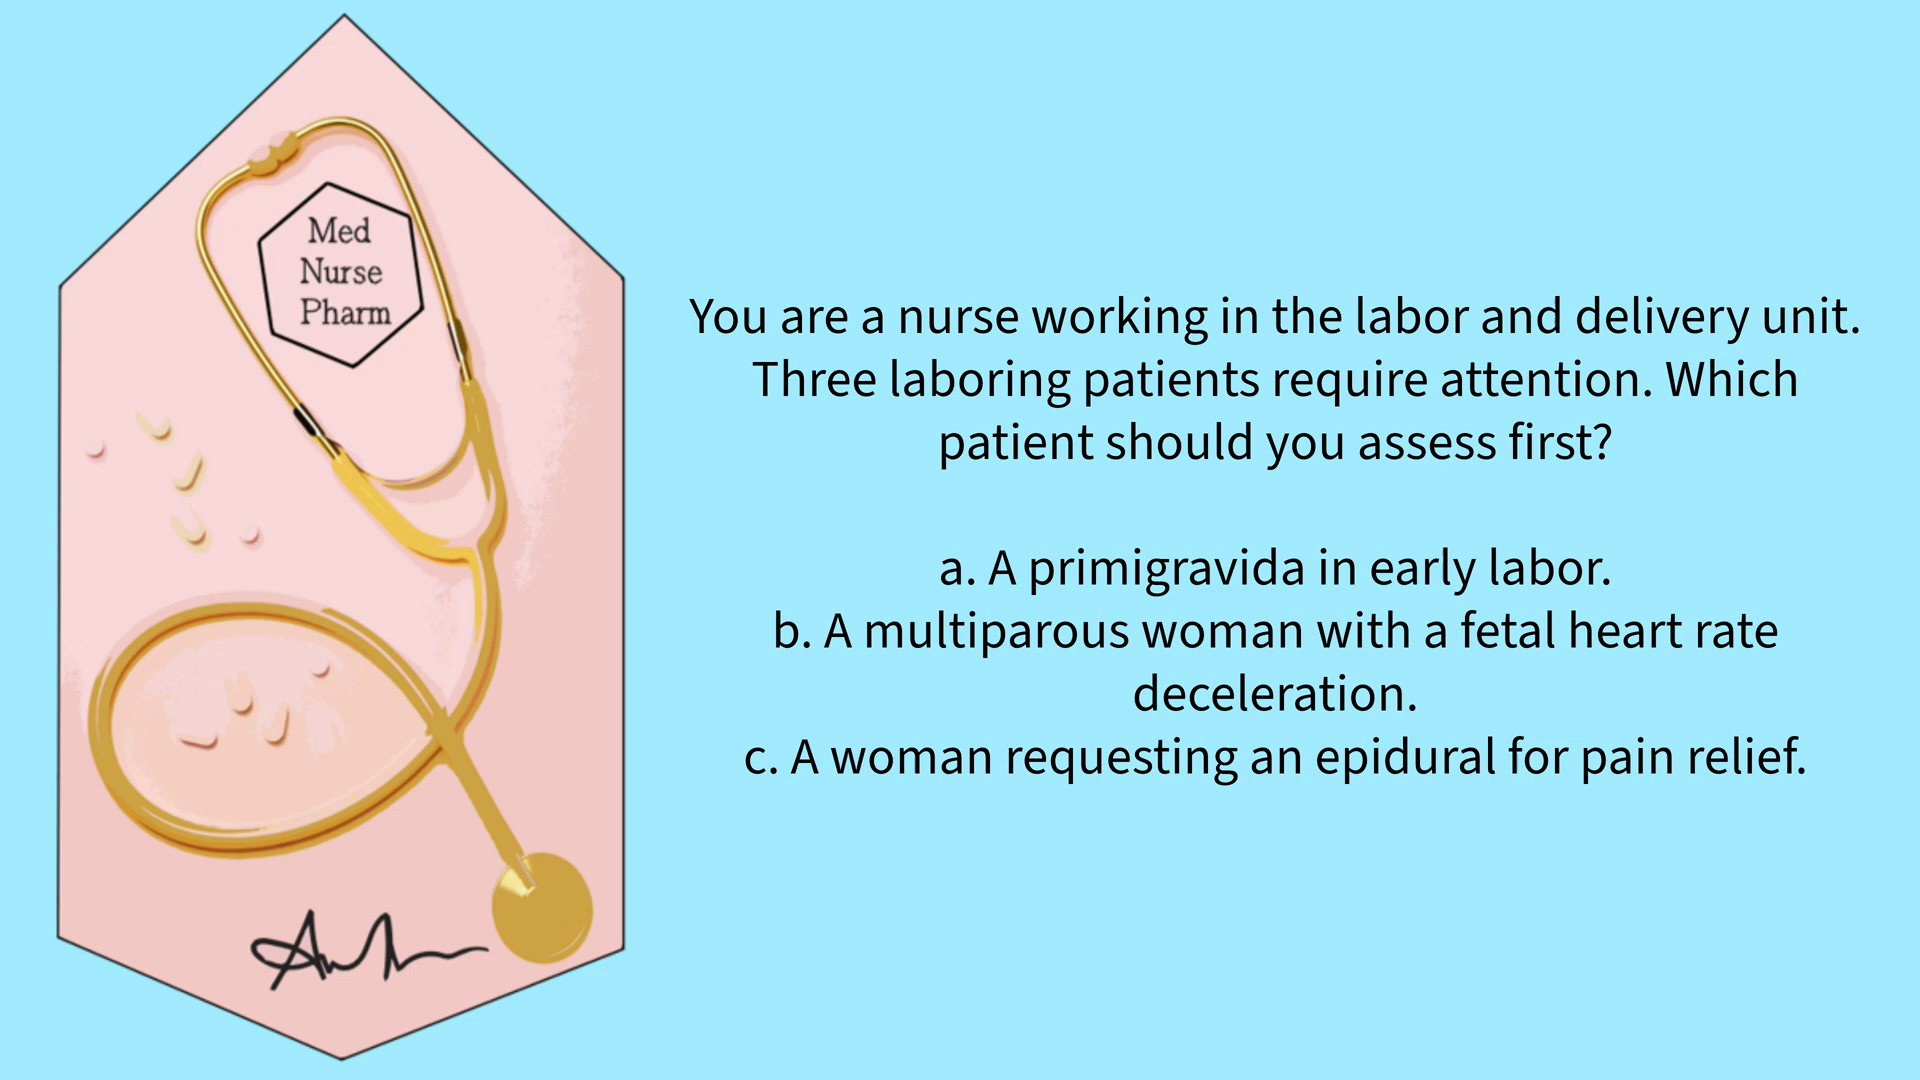 Med
Nurse
Pharm
You are a nurse working in the labor and delivery unit.
Three laboring patients require attention. Which
patient should you assess first?
a. A primigravida in early labor.
b. A multiparous woman with a fetal heart rate
deceleration.
c. A woman requesting an epidural for pain relief.